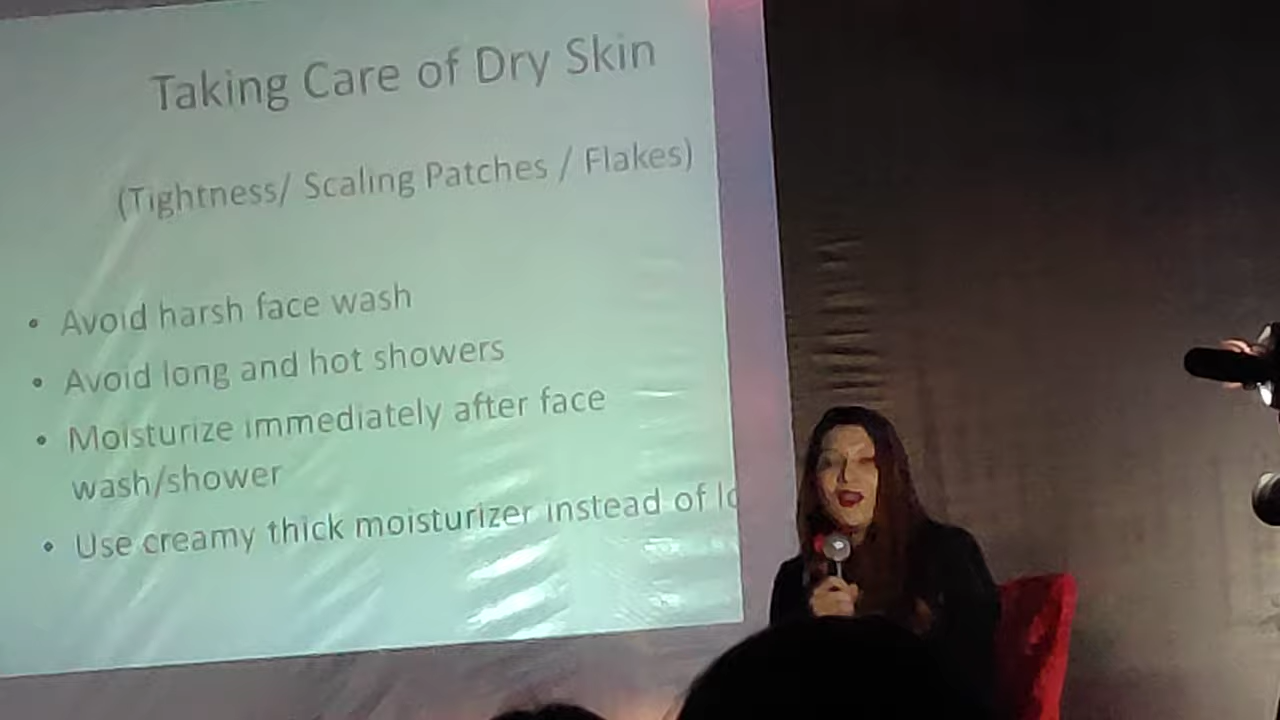 Taking Care of Dry Skin
(Tightness/ Scaling Patches / Flakes)
• Avoid harsh face wash
• Avoid long and hot showers
• Moisturize immediately after face
wash/shower
• Use creamy thick moisturizer instead of